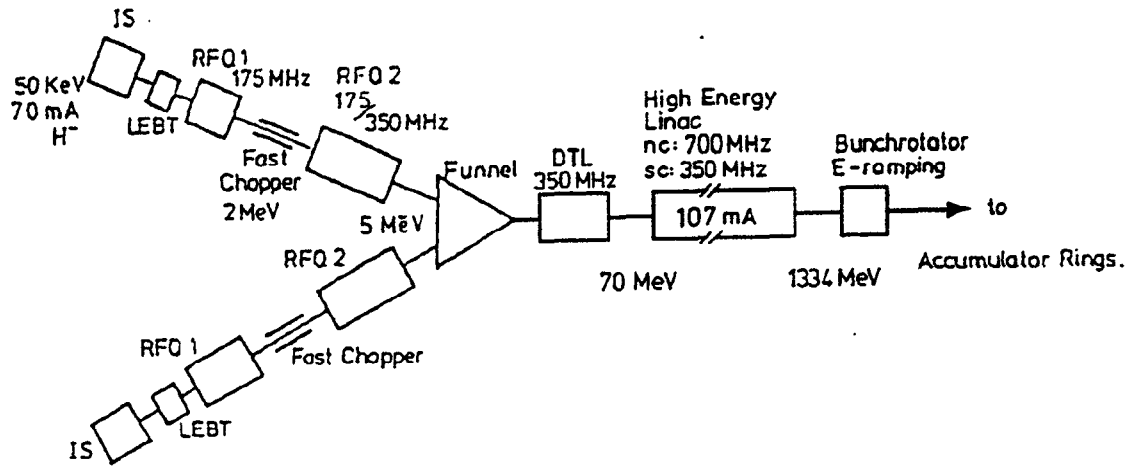 IS
50 KeV
70 mA
H⁻
LEBT
RFQ 1
175 MHz
Fast
Chopper
2 MeV
RFQ 2
175/350 MHz
5 MeV
Funnel
DTL
350 MHz
High Energy
Linac
nc: 700 MHz
sc: 350 MHz
107 mA
70 MeV
Bunchrotator
E-ramping
1334 MeV
to
Accumulator Rings.
RFQ 2
Fast Chopper
RFQ 1
LEBT
IS